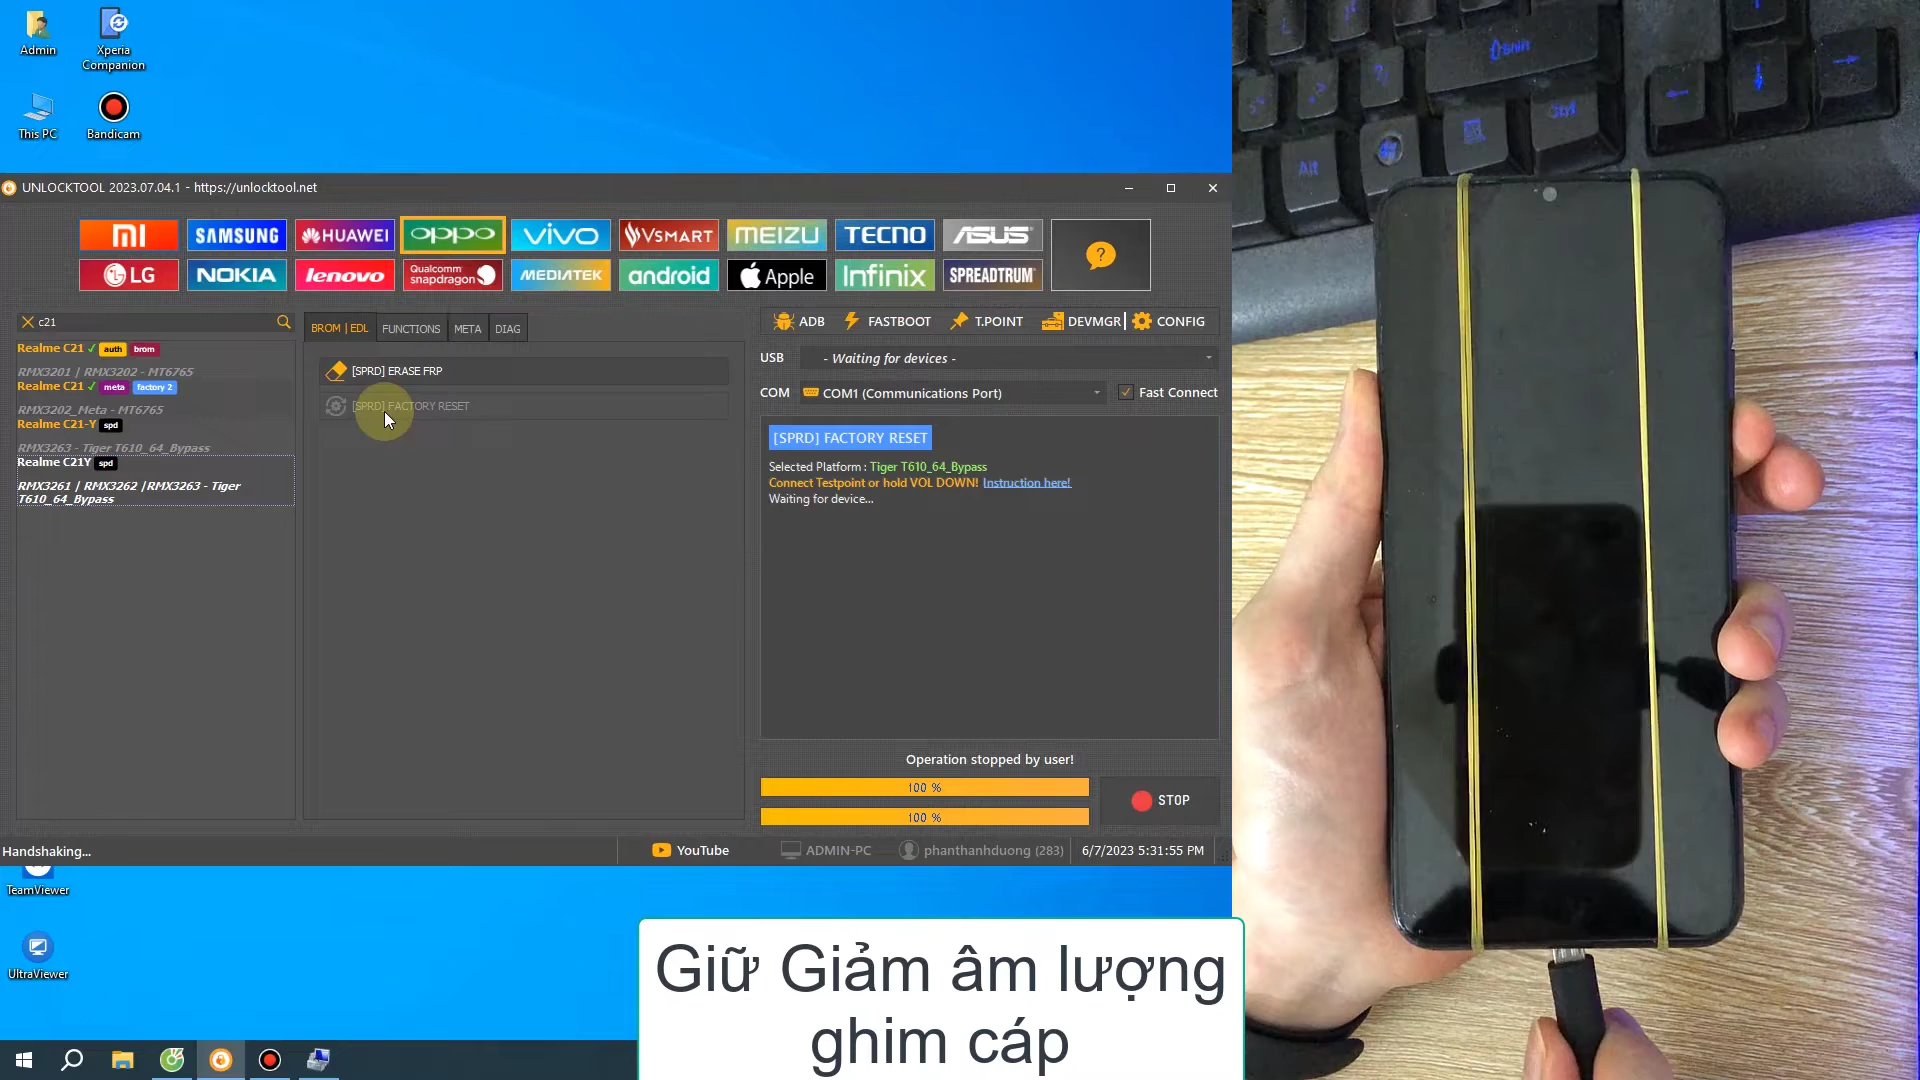 Admin
Xperia
Companion
This PC
Bandicam
UNLOCKTOOL 2023.07.04.1 - https://unlocktool.net
MI
SAMSUNG
HUAWEI
oppo
vivo
VSMART
MEIZU
TECNO
ASUS
?
LG
NOKIA
lenovo
Qualcomm
snapdragon
MEDIATEK
android
Apple
Infinix
SPREADTRUM
c21
Realme C21 ✓ auth brom
RMX3201 | RMX3202 - MT6765
Realme C21 ✓ meta factory 2
RMX3202_Meta - MT6765
Realme C21-Y spd
RMX3263 - Tiger T610_64_Bypass
Realme C21Y spd
RMX3261 | RMX3262 |RMX3263 - Tiger
T610_64_Bypass
BROM | EDL
FUNCTIONS
META
DIAG
[SPRD] ERASE FRP
[SPRD] FACTORY RESET
ADB
FASTBOOT
T.POINT
DEVMGR
CONFIG
USB
- Waiting for devices -
COM
COM1 (Communications Port)
Fast Connect
[SPRD] FACTORY RESET
Selected Platform : Tiger T610_64_Bypass
Connect Testpoint or hold VOL DOWN! Instruction here!
Waiting for device...
Operation stopped by user!
100 %
100 %
STOP
Handshaking...
YouTube
ADMIN-PC
phanthanhduong (283)
6/7/2023 5:31:55 PM
TeamViewer
UltraViewer
Giữ Giảm âm lượng
ghim cáp
Shift
Alt
Ctrl